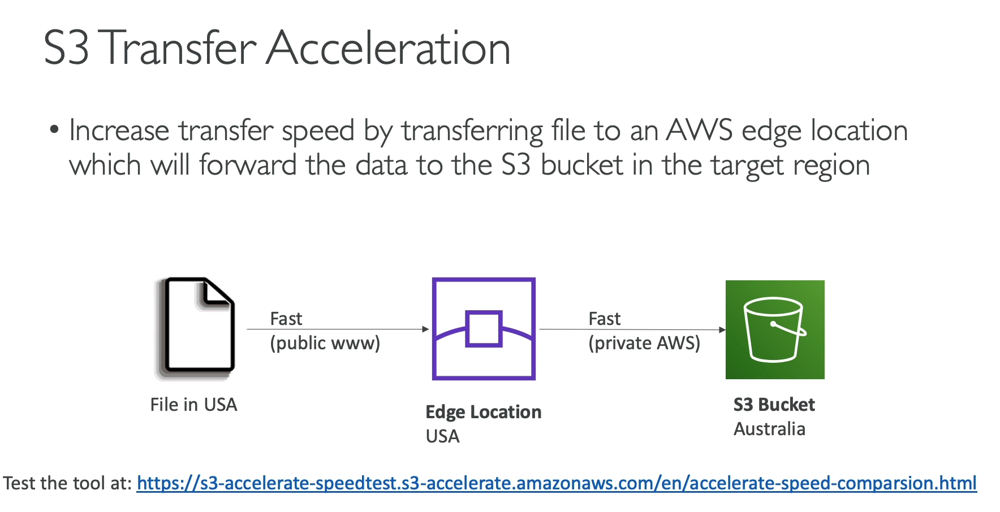 S3 Transfer Acceleration
• Increase transfer speed by transferring file to an AWS edge location
which will forward the data to the S3 bucket in the target region
Fast
(public www)
Fast
(private AWS)
File in USA
Edge Location
USA
S3 Bucket
Australia
Test the tool at: https://s3-accelerate-speedtest.s3-accelerate.amazonaws.com/en/accelerate-speed-comparsion.html